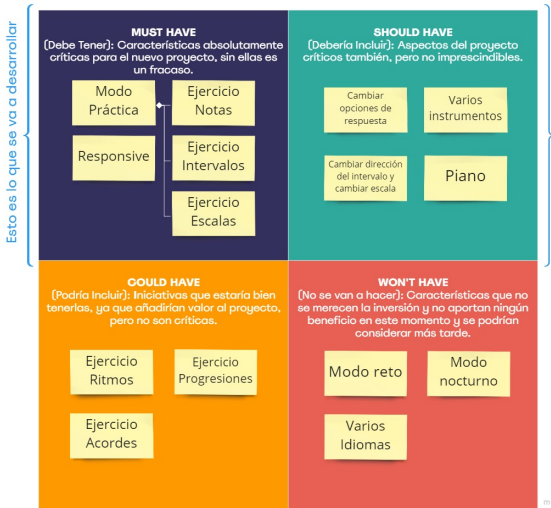 Esto es lo que se va a desarrollar
MUST HAVE
(Debe Tener): Características absolutamente
críticas para el nuevo proyecto, sin ellas es
un fracaso.
Modo
Práctica
Ejercicio
Notas
Responsive
Ejercicio
Intervalos
Ejercicio
Escalas
SHOULD HAVE
(Debería Incluir): Aspectos del proyecto
críticos también, pero no imprescindibles.
Cambiar
opciones de
respuesta
Varios
instrumentos
Cambiar dirección
del intervalo y
cambiar escala
Piano
COULD HAVE
(Podría Incluir): Iniciativas que estaría bien
tenerlas, ya que añadirían valor al proyecto,
pero no son críticas.
Ejercicio
Ritmos
Ejercicio
Progresiones
Ejercicio
Acordes
WON'T HAVE
(No se van a hacer): Características que no
se merecen la inversión y no aportan ningún
beneficio en este momento y se podrían
considerar más tarde.
Modo reto
Modo
nocturno
Varios
Idiomas
m